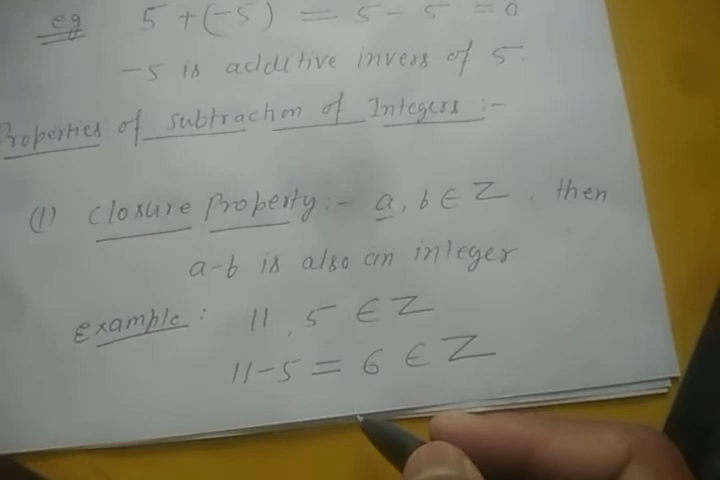 eg 5 + (-5) = 5 - 5 = 0
-5 is additive invers of 5.
Properties of subtraction of Integers :-
(1) Closure Property :- a, b ∈ Z, then
a-b is also an integer
example : 11, 5 ∈ Z
11-5 = 6 ∈ Z